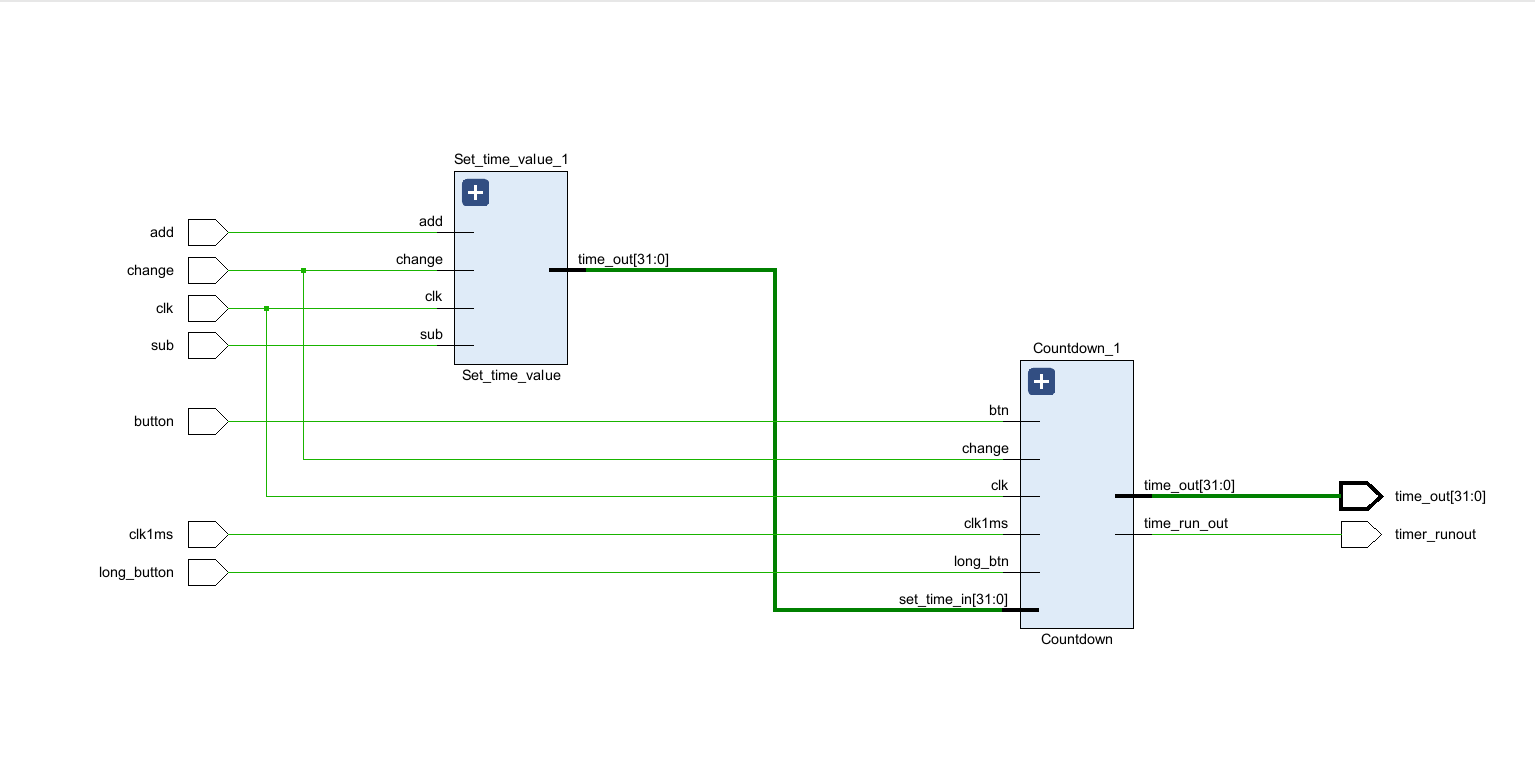 Set_time_value_1
add
change
clk
sub
add
change
clk
sub
time_out[31:0]
Set_time_value
button
clk1ms
long_button
Countdown_1
btn
change
clk
clk1ms
long_btn
set_time_in[31:0]
time_out[31:0]
time_run_out
Countdown
time_out[31:0]
timer_runout